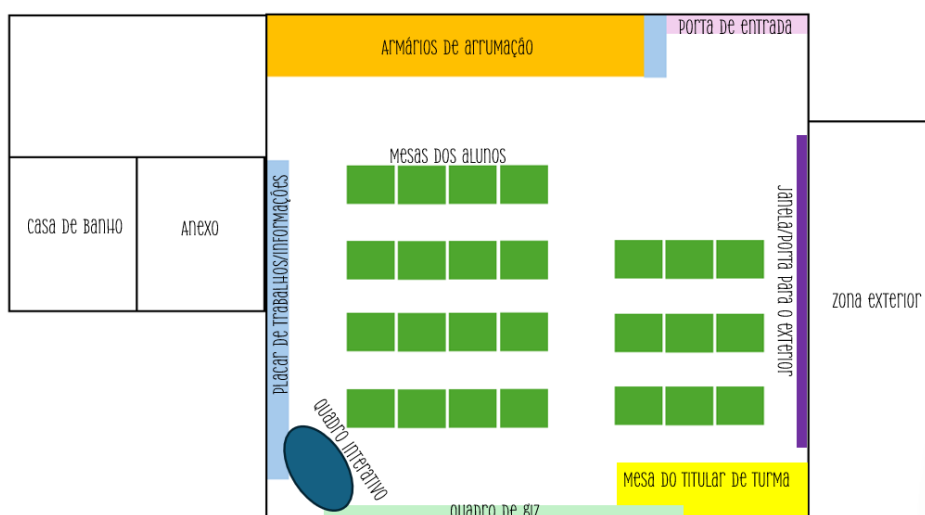 Porta de entrada
Armários de arrumação
Mesas dos alunos
Placar de trabalhos/informações
Janela/porta para o exterior
Casa de banho
Anexo
Zona exterior
Quadro interativo
Mesa do titular de turma
Quadro de giz